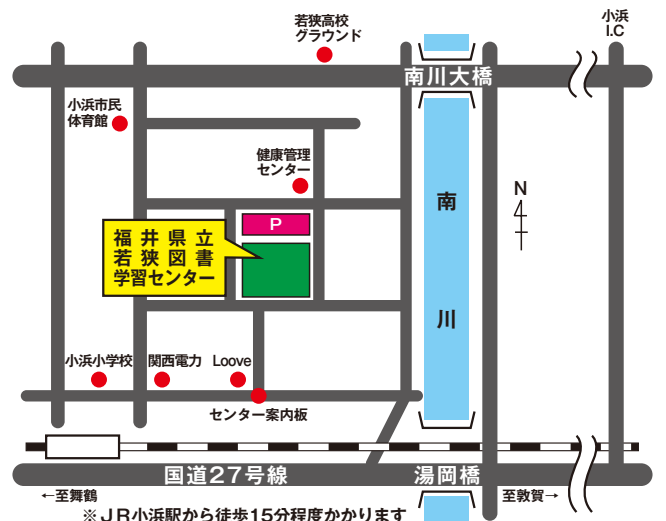 若狭高校
グラウンド
小浜
I.C
南川大橋
小浜市民
体育館
健康管理
センター
N
南
川
P
福井県立
若狭図書
学習センター
小浜小学校
関西電力
Loove
センター案内板
国道27号線
湯岡橋
←至舞鶴
至敦賀→
※JR小浜駅から徒歩15分程度かかります